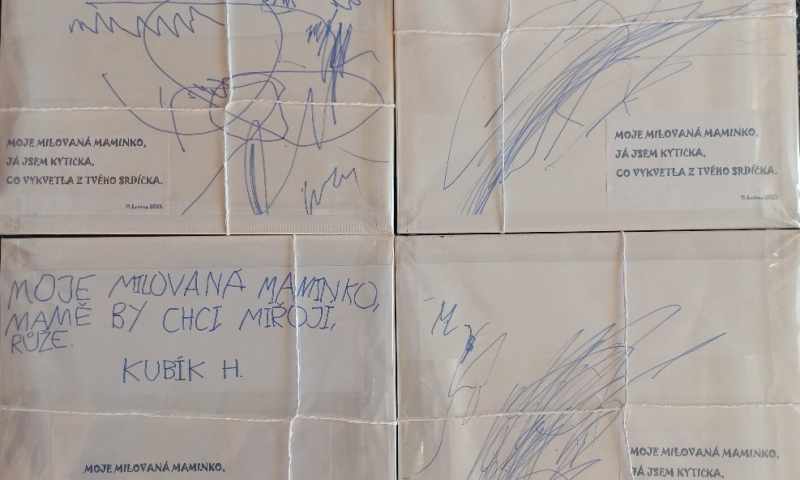 MOJE MILOVANÁ MAMINKO,
JÁ JSEM KYTIČKA,
CO VYKVETLA Z TVÉHO SRDÍČKA.
MOJE MILOVANÁ MAMINKO,
JÁ JSEM KYTIČKA,
CO VYKVETLA Z TVÉHO SRDÍČKA.
MOJE MILOVANÁ MAMINKO,
MAMĚ BY CHCI MÍŘOJÍ,
RŮŽE.
KUBÍK H.
MOJE MILOVANÁ MAMINKO,
MOJE MILOVANÁ MAMINKO,
JÁ JSEM KYTIČKA,